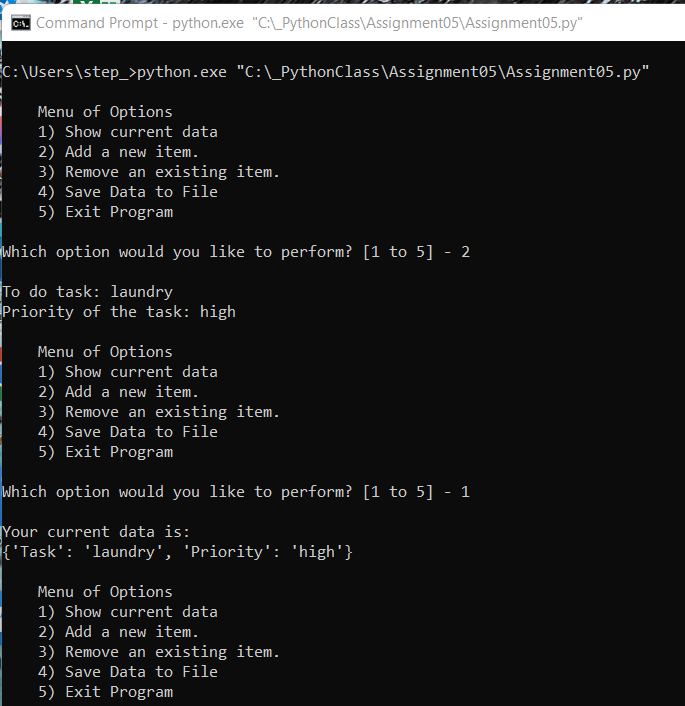 Command Prompt - python.exe "C:\_PythonClass\Assignment05\Assignment05.py"
C:\Users\step_>python.exe "C:\_PythonClass\Assignment05\Assignment05.py"
Menu of Options
1) Show current data
2) Add a new item.
3) Remove an existing item.
4) Save Data to File
5) Exit Program
Which option would you like to perform? [1 to 5] - 2
To do task: laundry
Priority of the task: high
Menu of Options
1) Show current data
2) Add a new item.
3) Remove an existing item.
4) Save Data to File
5) Exit Program
Which option would you like to perform? [1 to 5] - 1
Your current data is:
{'Task': 'laundry', 'Priority': 'high'}
Menu of Options
1) Show current data
2) Add a new item.
3) Remove an existing item.
4) Save Data to File
5) Exit Program